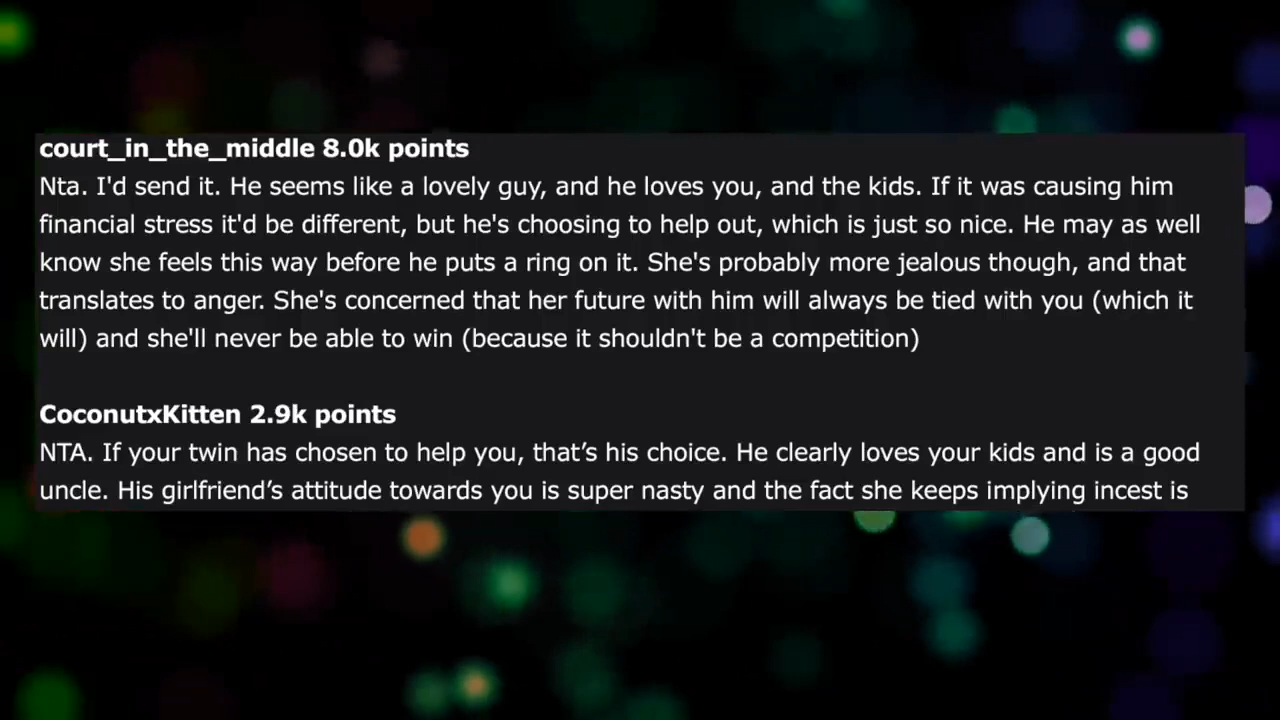 court_in_the_middle 8.0k points
Nta. I'd send it. He seems like a lovely guy, and he loves you, and the kids. If it was causing him
financial stress it'd be different, but he's choosing to help out, which is just so nice. He may as well
know she feels this way before he puts a ring on it. She's probably more jealous though, and that
translates to anger. She's concerned that her future with him will always be tied with you (which it
will) and she'll never be able to win (because it shouldn't be a competition)
CoconutxKitten 2.9k points
NTA. If your twin has chosen to help you, that’s his choice. He clearly loves your kids and is a good
uncle. His girlfriend’s attitude towards you is super nasty and the fact she keeps implying incest is